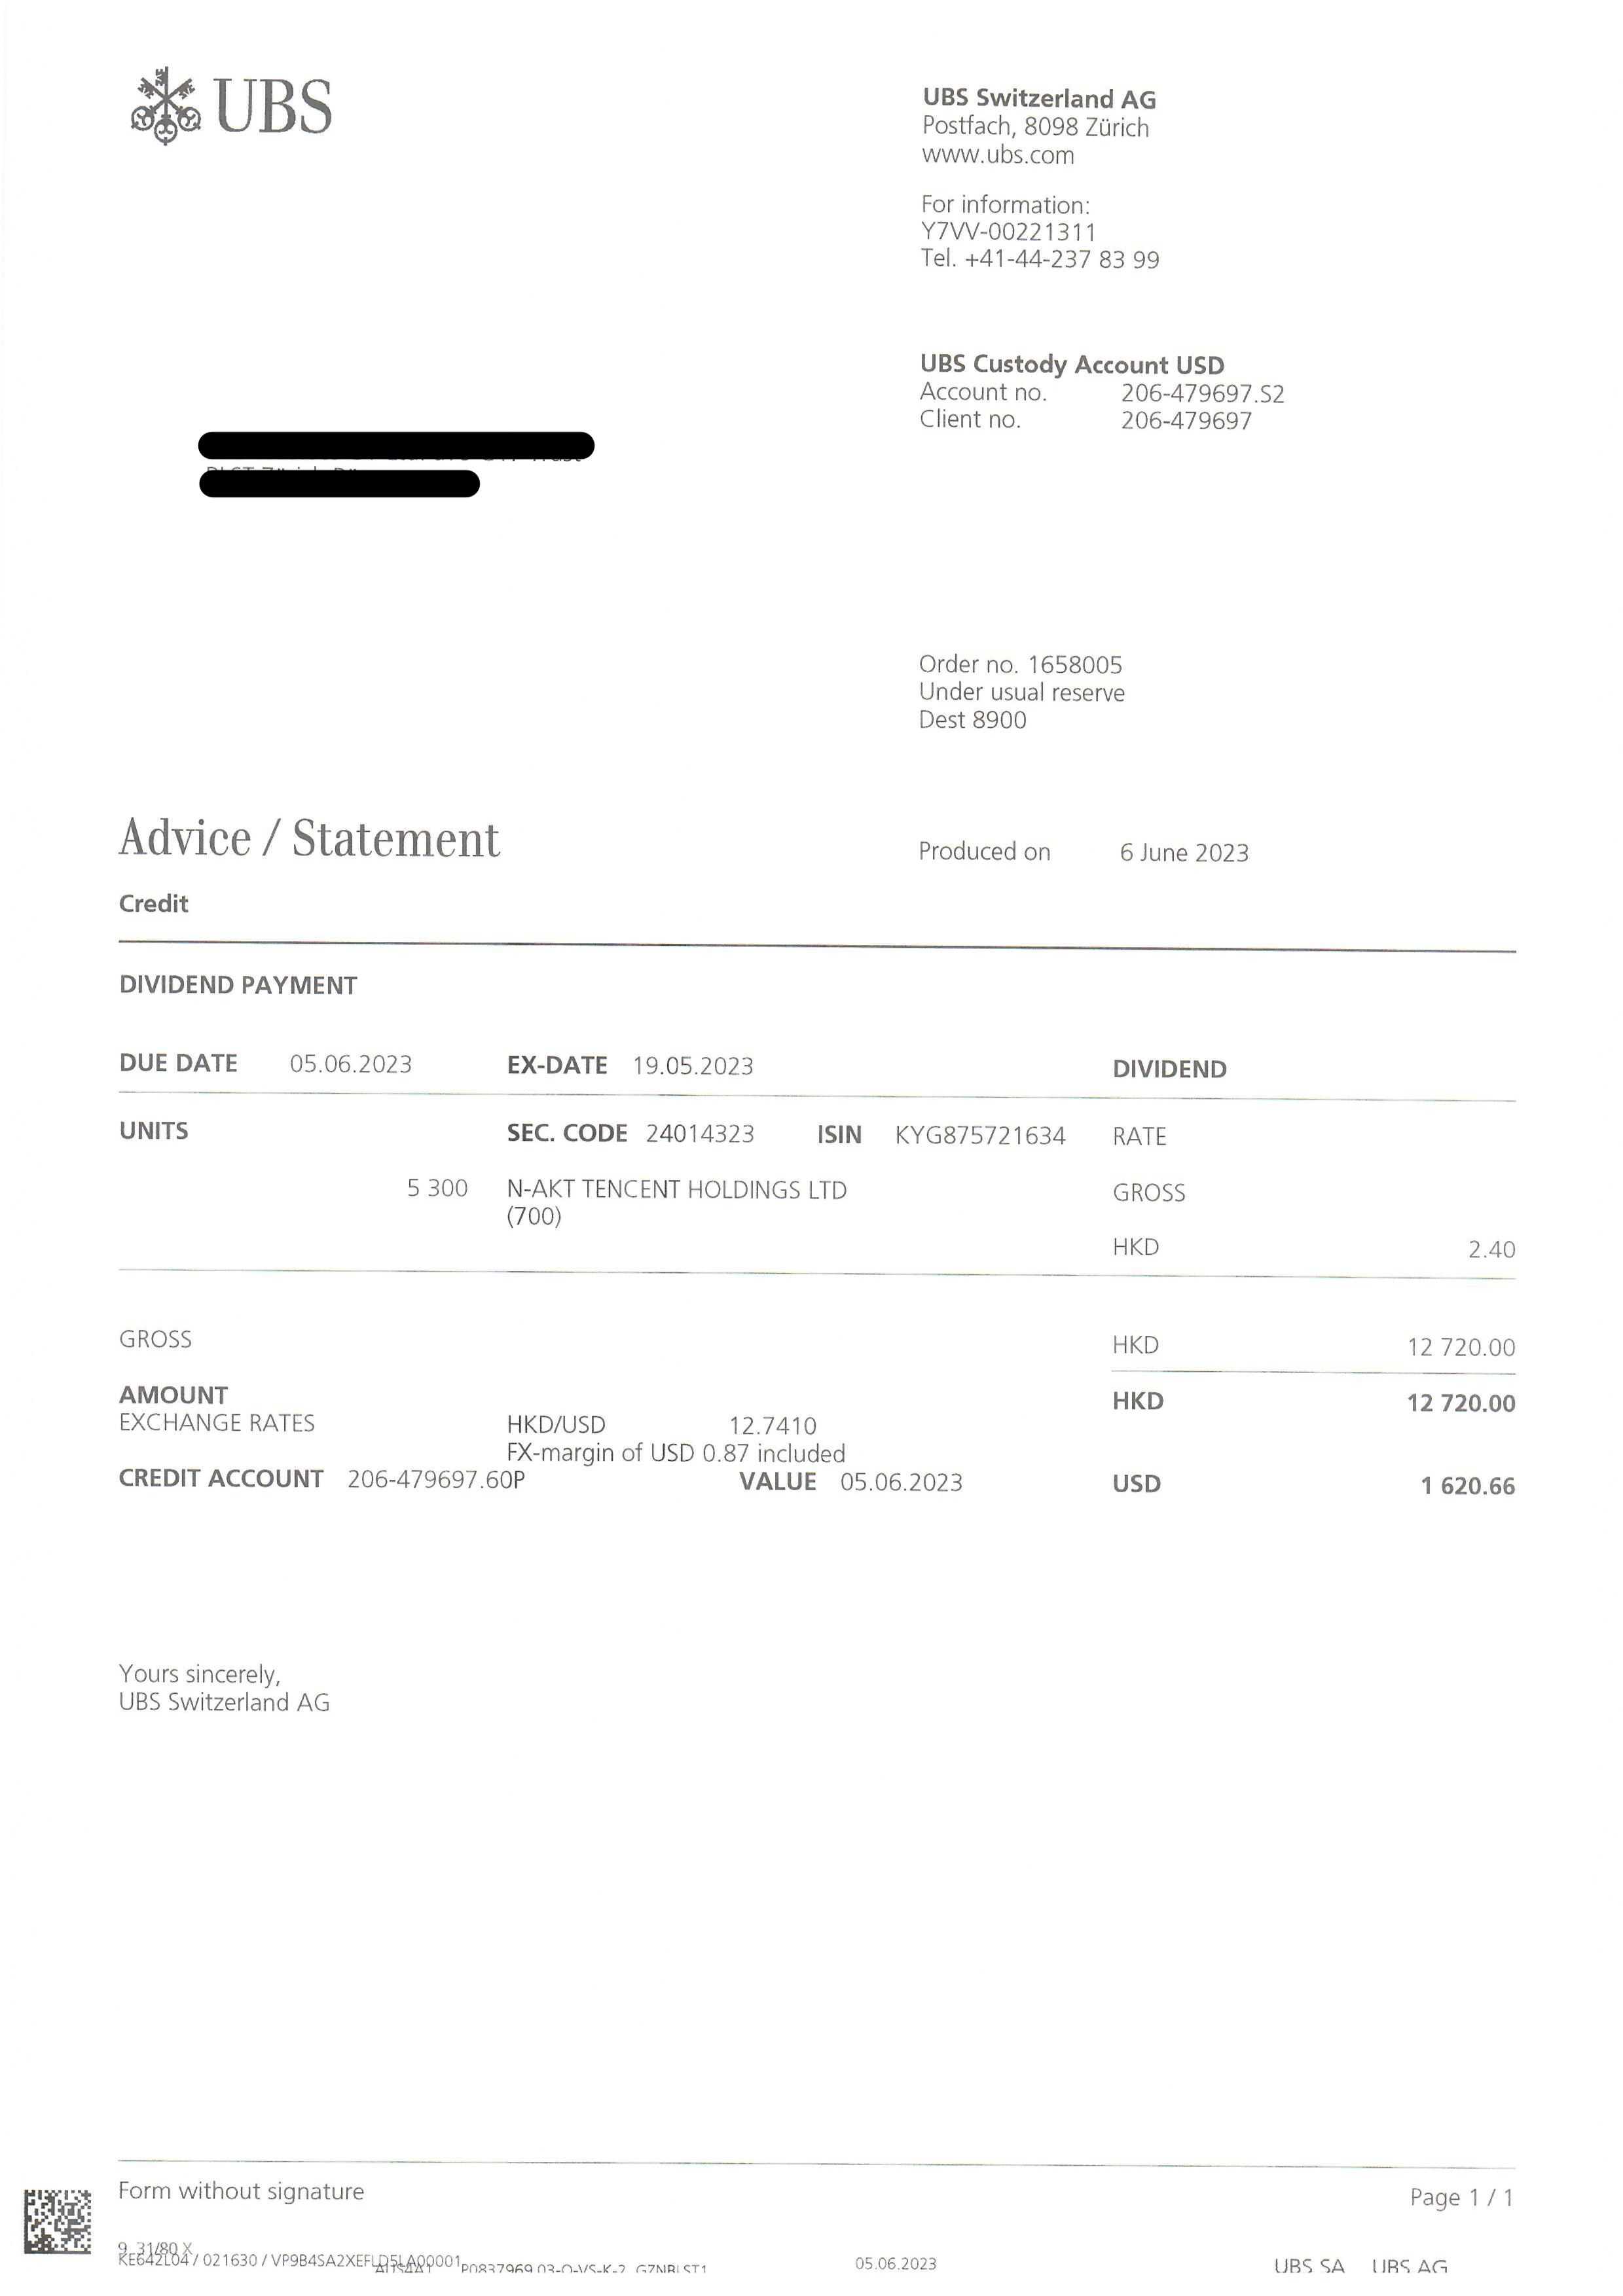 UBS
UBS Switzerland AG
Postfach, 8098 Zürich
www.ubs.com
For information:
Y7VV-00221311
Tel. +41-44-237 83 99
UBS Custody Account USD
Account no. 206-479697.S2
Client no. 206-479697
Order no. 1658005
Under usual reserve
Dest 8900
Advice / Statement
Produced on 6 June 2023
Credit
DIVIDEND PAYMENT
DUE DATE 05.06.2023 EX-DATE 19.05.2023 DIVIDEND
UNITS SEC. CODE 24014323 ISIN KYG875721634 RATE
5 300 N-AKT TENCENT HOLDINGS LTD GROSS
(700)
HKD 2.40
GROSS HKD 12 720.00
AMOUNT HKD 12 720.00
EXCHANGE RATES HKD/USD 12.7410
FX-margin of USD 0.87 included
CREDIT ACCOUNT 206-479697.60P VALUE 05.06.2023 USD 1 620.66
Yours sincerely,
UBS Switzerland AG
Form without signature
Page 1 / 1
9 31/80 X
KE642L04 / 021630 / VP9B4SA2XEFLD5LA00001
P0837969 03-O-VS-K-2 GZNBLST1
05.06.2023
UBS SA UBS AG